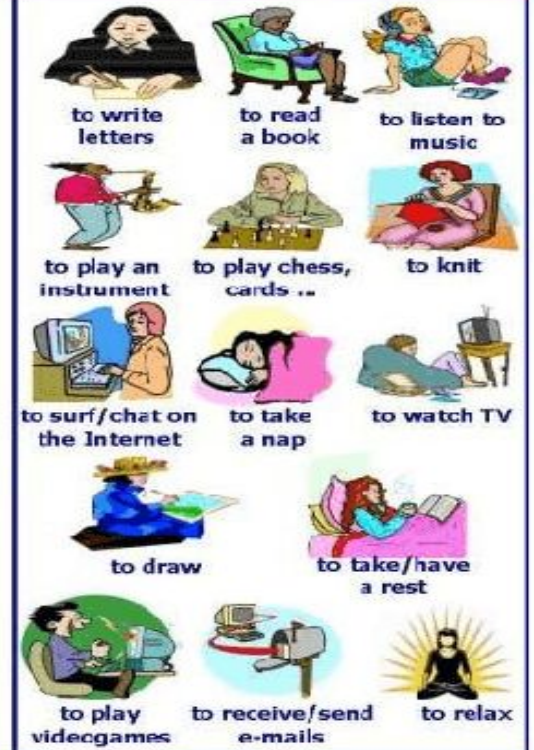 to write
letters
to read
a book
to listen to
music
to play an
instrument
to play chess,
cards ...
to knit
to surf/chat on
the Internet
to take
a nap
to watch TV
to draw
to take/have
a rest
to play
videogames
to receive/send
e-mails
to relax